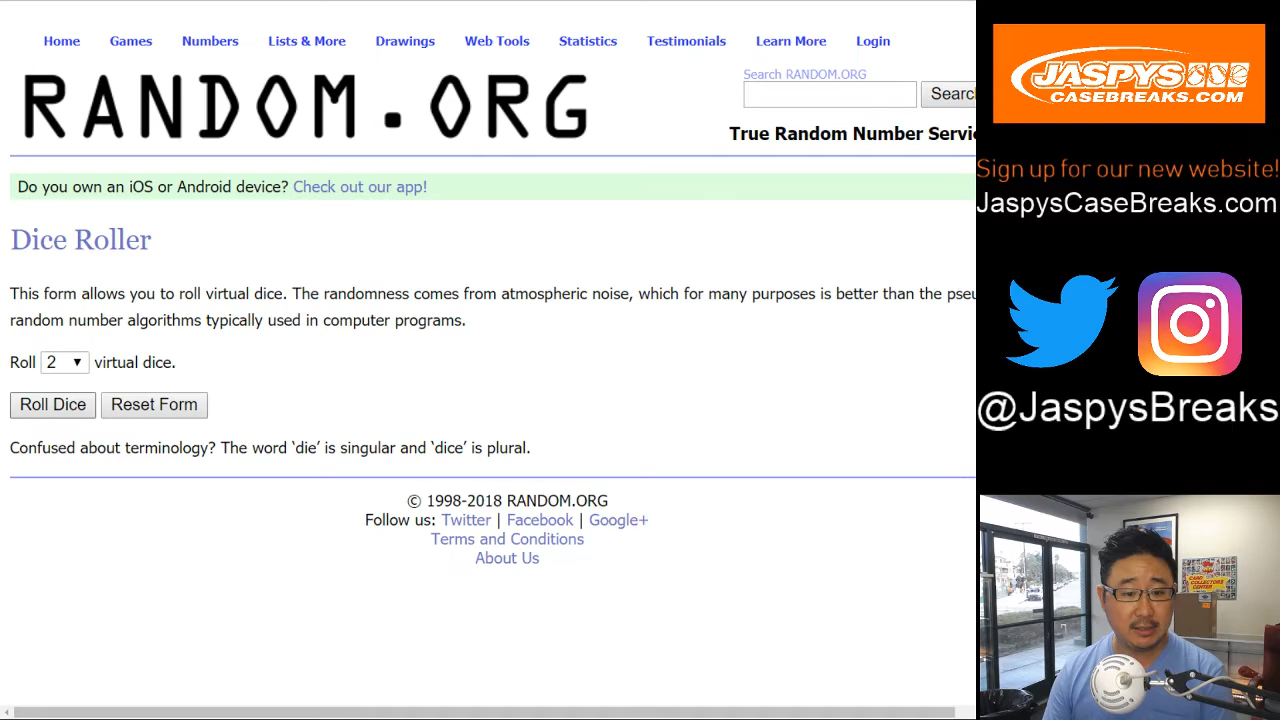 Home Games Numbers Lists & More Drawings Web Tools Statistics Testimonials Learn More Login
RANDOM.ORG
Search RANDOM.ORG
Searc
True Random Number Servi
Do you own an iOS or Android device? Check out our app!
Dice Roller
This form allows you to roll virtual dice. The randomness comes from atmospheric noise, which for many purposes is better than the pseu
random number algorithms typically used in computer programs.
Roll 2 virtual dice.
Roll Dice Reset Form
Confused about terminology? The word ‘die’ is singular and ‘dice’ is plural.
© 1998-2018 RANDOM.ORG
Follow us: Twitter | Facebook | Google+
Terms and Conditions
About Us
JASPYS
CASEBREAKS.COM
Sign up for our new website!
JaspysCaseBreaks.com
@JaspysBreaks
CARD
COLLECTORS
CENTER